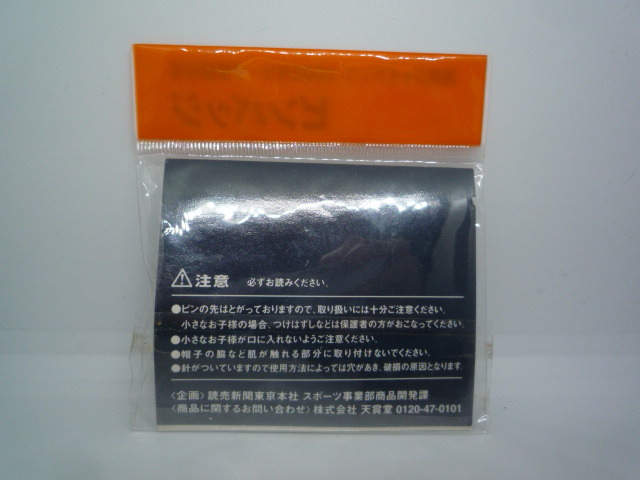 ピンバッジ
注意 必ずお読みください。
●ピンの先はとがっておりますので、取り扱いには十分ご注意ください。
小さなお子様の場合、つけはずしなどは保護者の方がおこなってください。
●小さなお子様が口に入れないようご注意ください。
●帽子の脇など肌が触れる部分に取り付けないでください。
●針がついていますので使用方法によっては穴があき、破損の原因となります。
〈企画〉読売新聞東京本社 スポーツ事業部商品開発課
〈商品に関するお問い合わせ〉株式会社 天賞堂 0120-47-0101